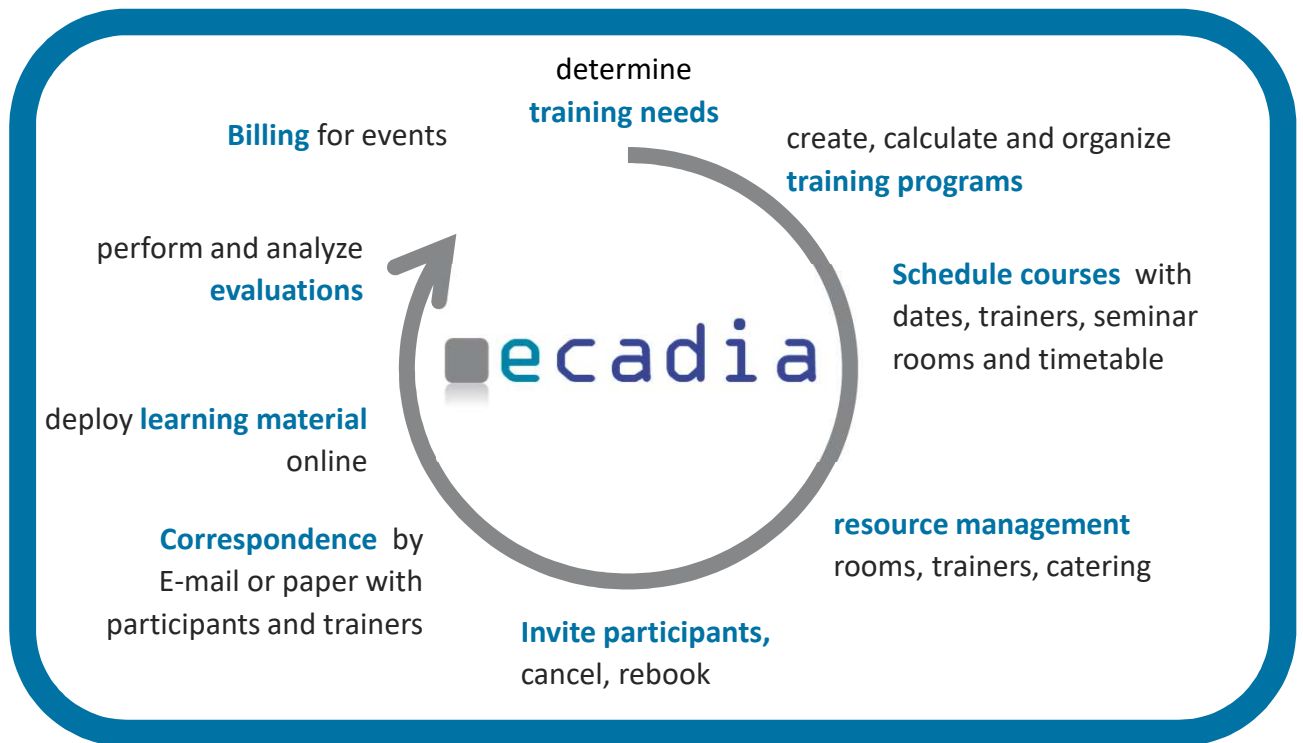 determine
training needs
create, calculate and organize
training programs
Schedule courses with
dates, trainers, seminar
rooms and timetable
resource management
rooms, trainers, catering
Invite participants,
cancel, rebook
Correspondence by
E-mail or paper with
participants and trainers
deploy learning material
online
perform and analyze
evaluations
Billing for events
ecadia